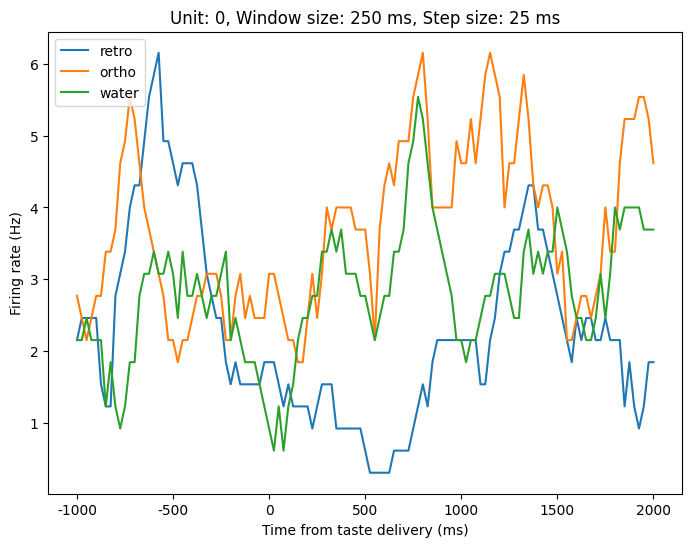 Unit: 0, Window size: 250 ms, Step size: 25 ms
retro
ortho
water
Firing rate (Hz)
6
5
4
3
2
1
-1000
-500
0
500
1000
1500
2000
Time from taste delivery (ms)